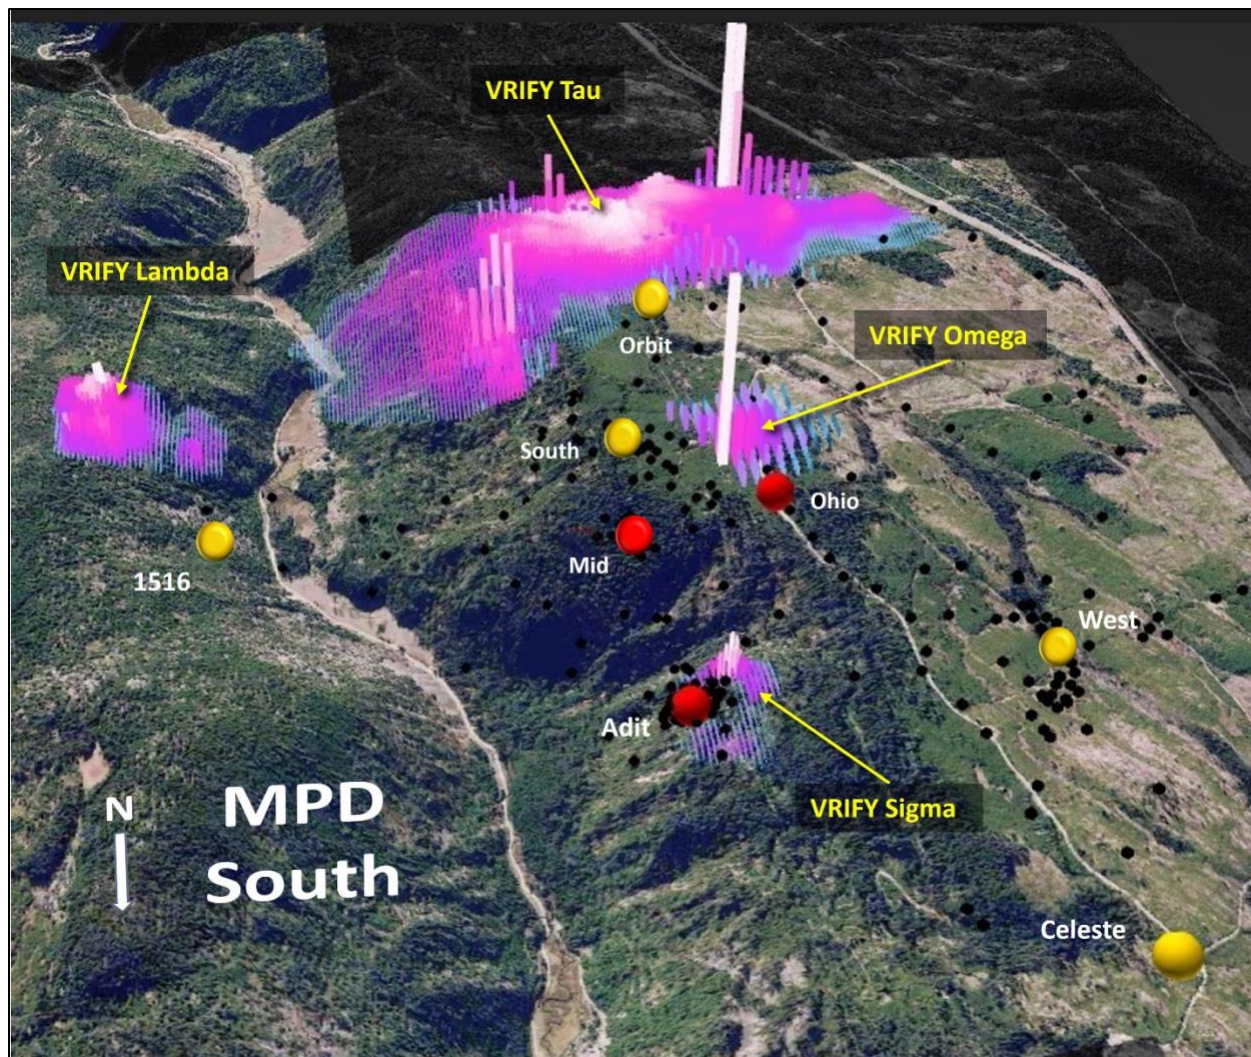 VRIFY Tau
VRIFY Lambda
VRIFY Omega
Orbit
South
Ohio
Mid
1516
West
Adit
VRIFY Sigma
N
MPD
South
Celeste